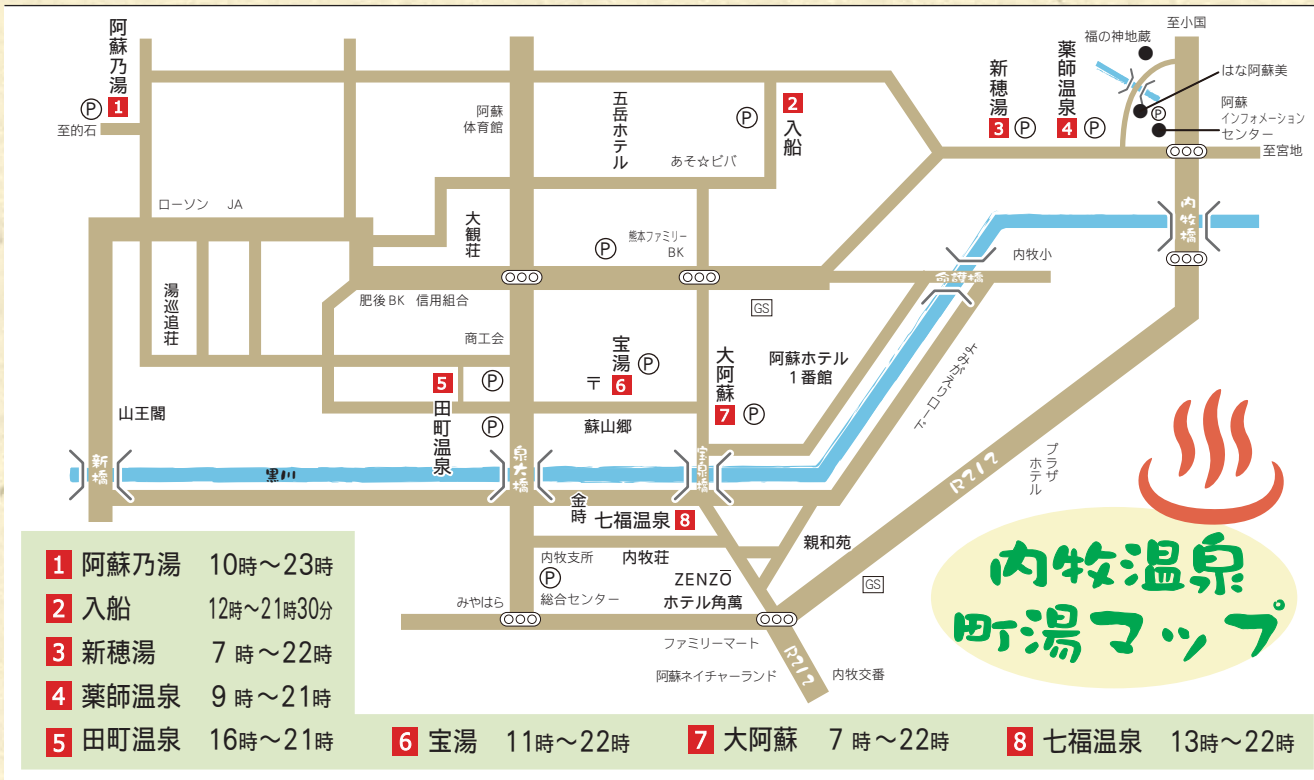 至小国
福の神地蔵
阿蘇乃湯
1
P
至的石
阿蘇
体育館
五岳ホテル
P
2
入船
あそ☆ビバ
新穂湯
3
P
薬師温泉
4
P
はな阿蘇美
P
阿蘇
インフォメーション
センター
至宮地
ローソン JA
大観荘
P
熊本ファミリー
BK
内牧橋
内牧小
命護橋
湯巡追荘
肥後BK 信用組合
GS
商工会
宝湯
P
〒
6
大阿蘇
7
P
阿蘇ホテル
1番館
よみがえりロード
5
田町温泉
P
P
山王閣
蘇山郷
プラザ
ホテル
R212
新橋
黒川
泉大橋
宝泉橋
金時
七福温泉
8
内牧支所
内牧荘
P
総合センター
ZENZŌ
ホテル角萬
親和苑
GS
みやはら
ファミリーマート
阿蘇ネイチャーランド
R212
内牧交番
内牧温泉
町湯マップ
1 阿蘇乃湯 10時〜23時
2 入船 12時〜21時30分
3 新穂湯 7時〜22時
4 薬師温泉 9時〜21時
5 田町温泉 16時〜21時
6 宝湯 11時〜22時
7 大阿蘇 7時〜22時
8 七福温泉 13時〜22時